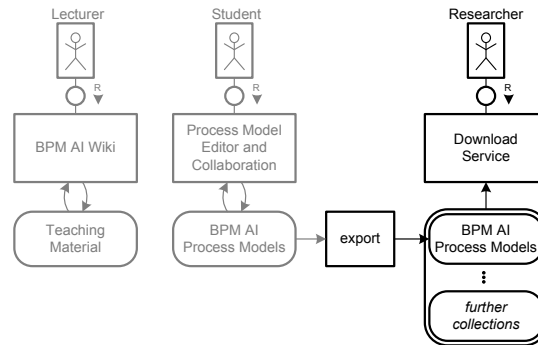 Lecturer
Student
Researcher
R
R
R
BPM AI Wiki
Process Model
Editor and
Collaboration
Download
Service
Teaching
Material
BPM AI
Process Models
export
BPM AI
Process Models
...
further
collections